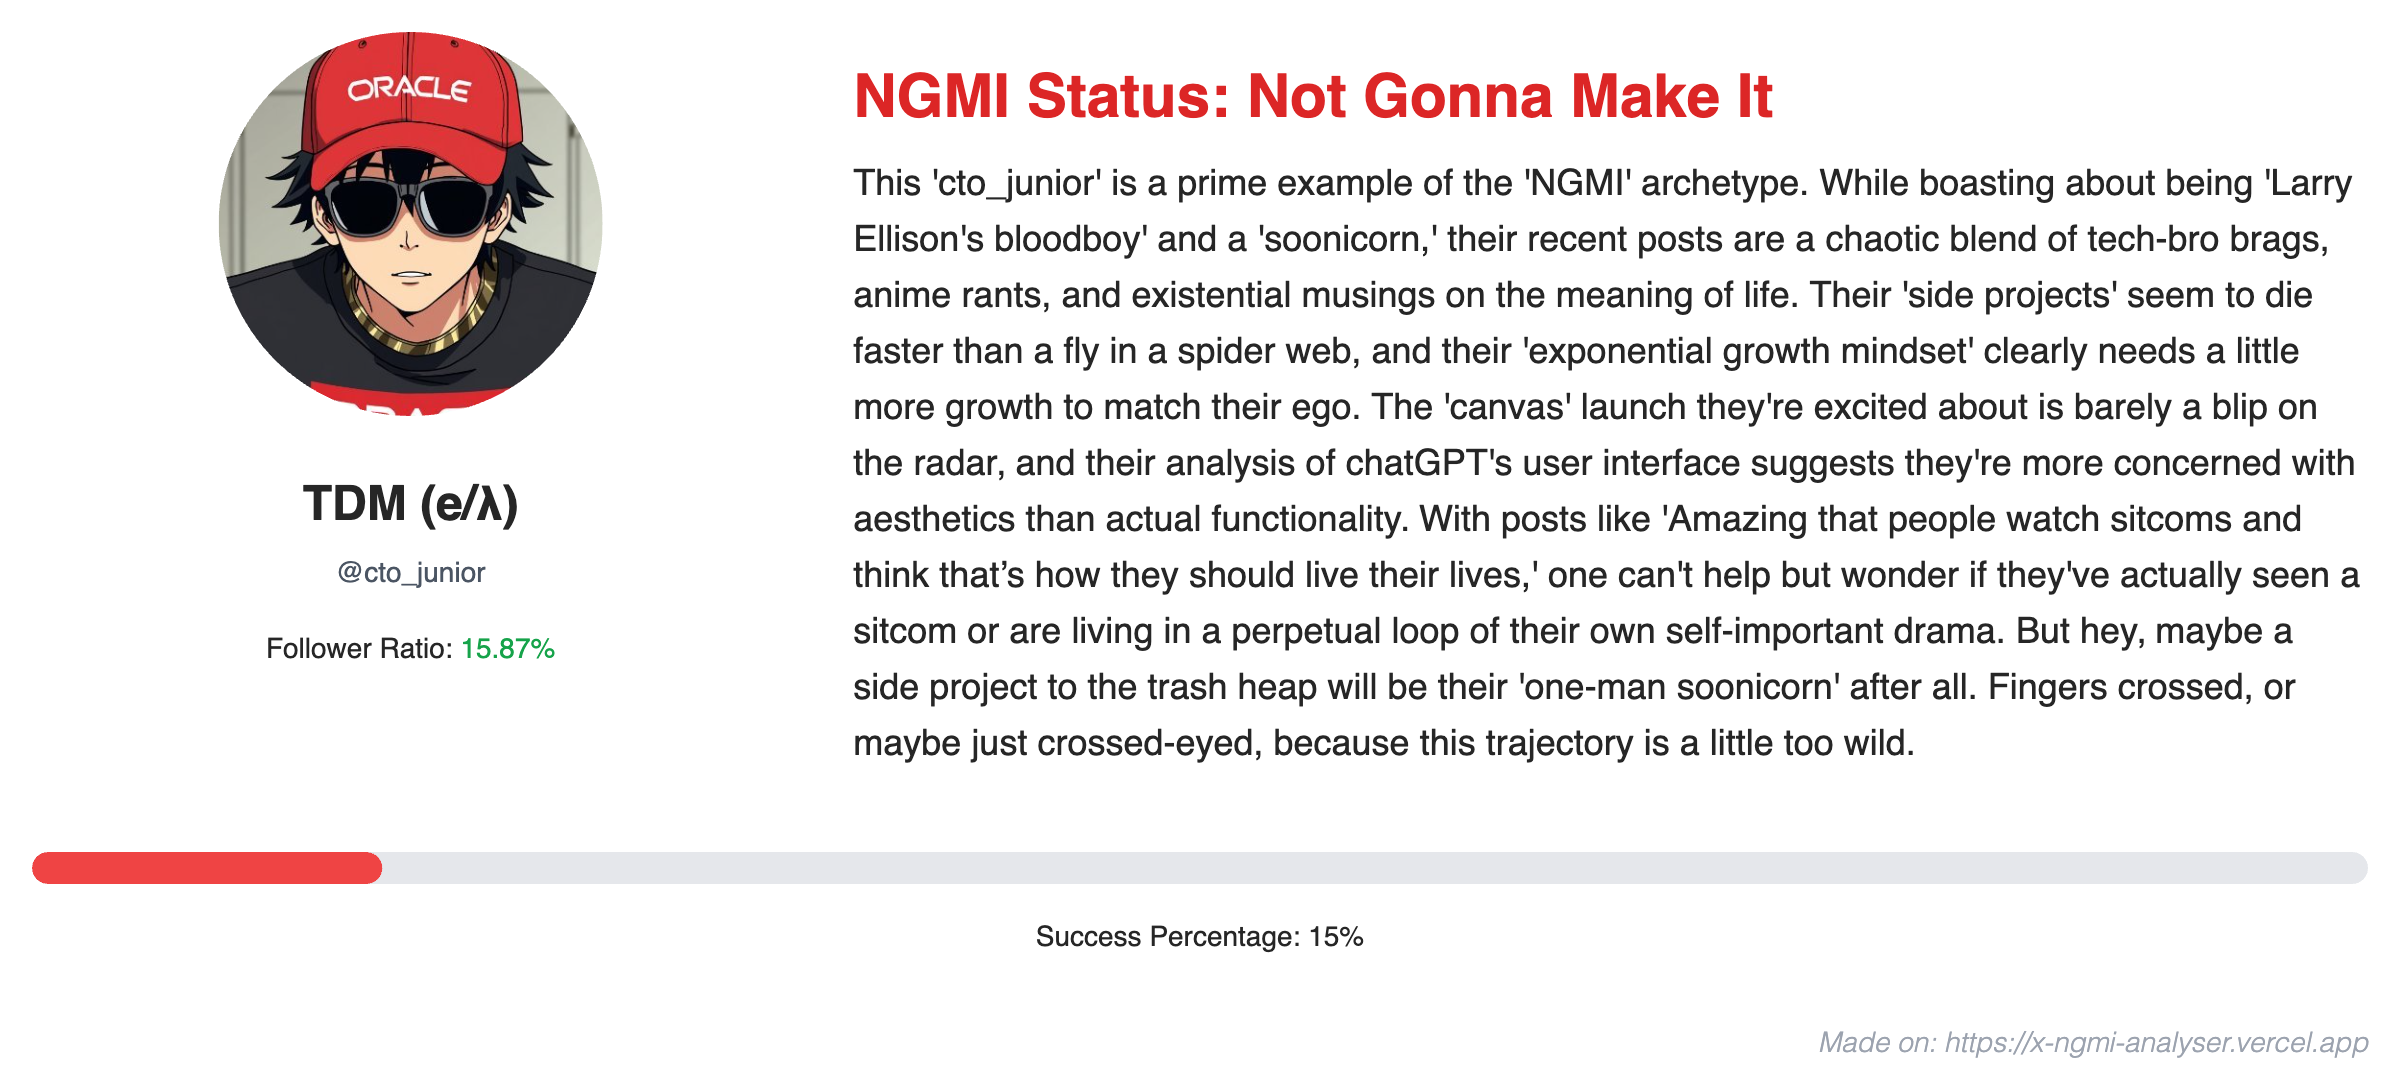 ORACLE
TDM (e/λ)
@cto_junior
Follower Ratio: 15.87%
NGMI Status: Not Gonna Make It
This 'cto_junior' is a prime example of the 'NGMI' archetype. While boasting about being 'Larry
Ellison's bloodboy' and a 'soonicorn,' their recent posts are a chaotic blend of tech-bro brags,
anime rants, and existential musings on the meaning of life. Their 'side projects' seem to die
faster than a fly in a spider web, and their 'exponential growth mindset' clearly needs a little
more growth to match their ego. The 'canvas' launch they're excited about is barely a blip on
the radar, and their analysis of chatGPT's user interface suggests they're more concerned with
aesthetics than actual functionality. With posts like 'Amazing that people watch sitcoms and
think that’s how they should live their lives,' one can't help but wonder if they've actually seen a
sitcom or are living in a perpetual loop of their own self-important drama. But hey, maybe a
side project to the trash heap will be their 'one-man soonicorn' after all. Fingers crossed, or
maybe just crossed-eyed, because this trajectory is a little too wild.
Success Percentage: 15%
Made on: https://x-ngmi-analyser.vercel.app